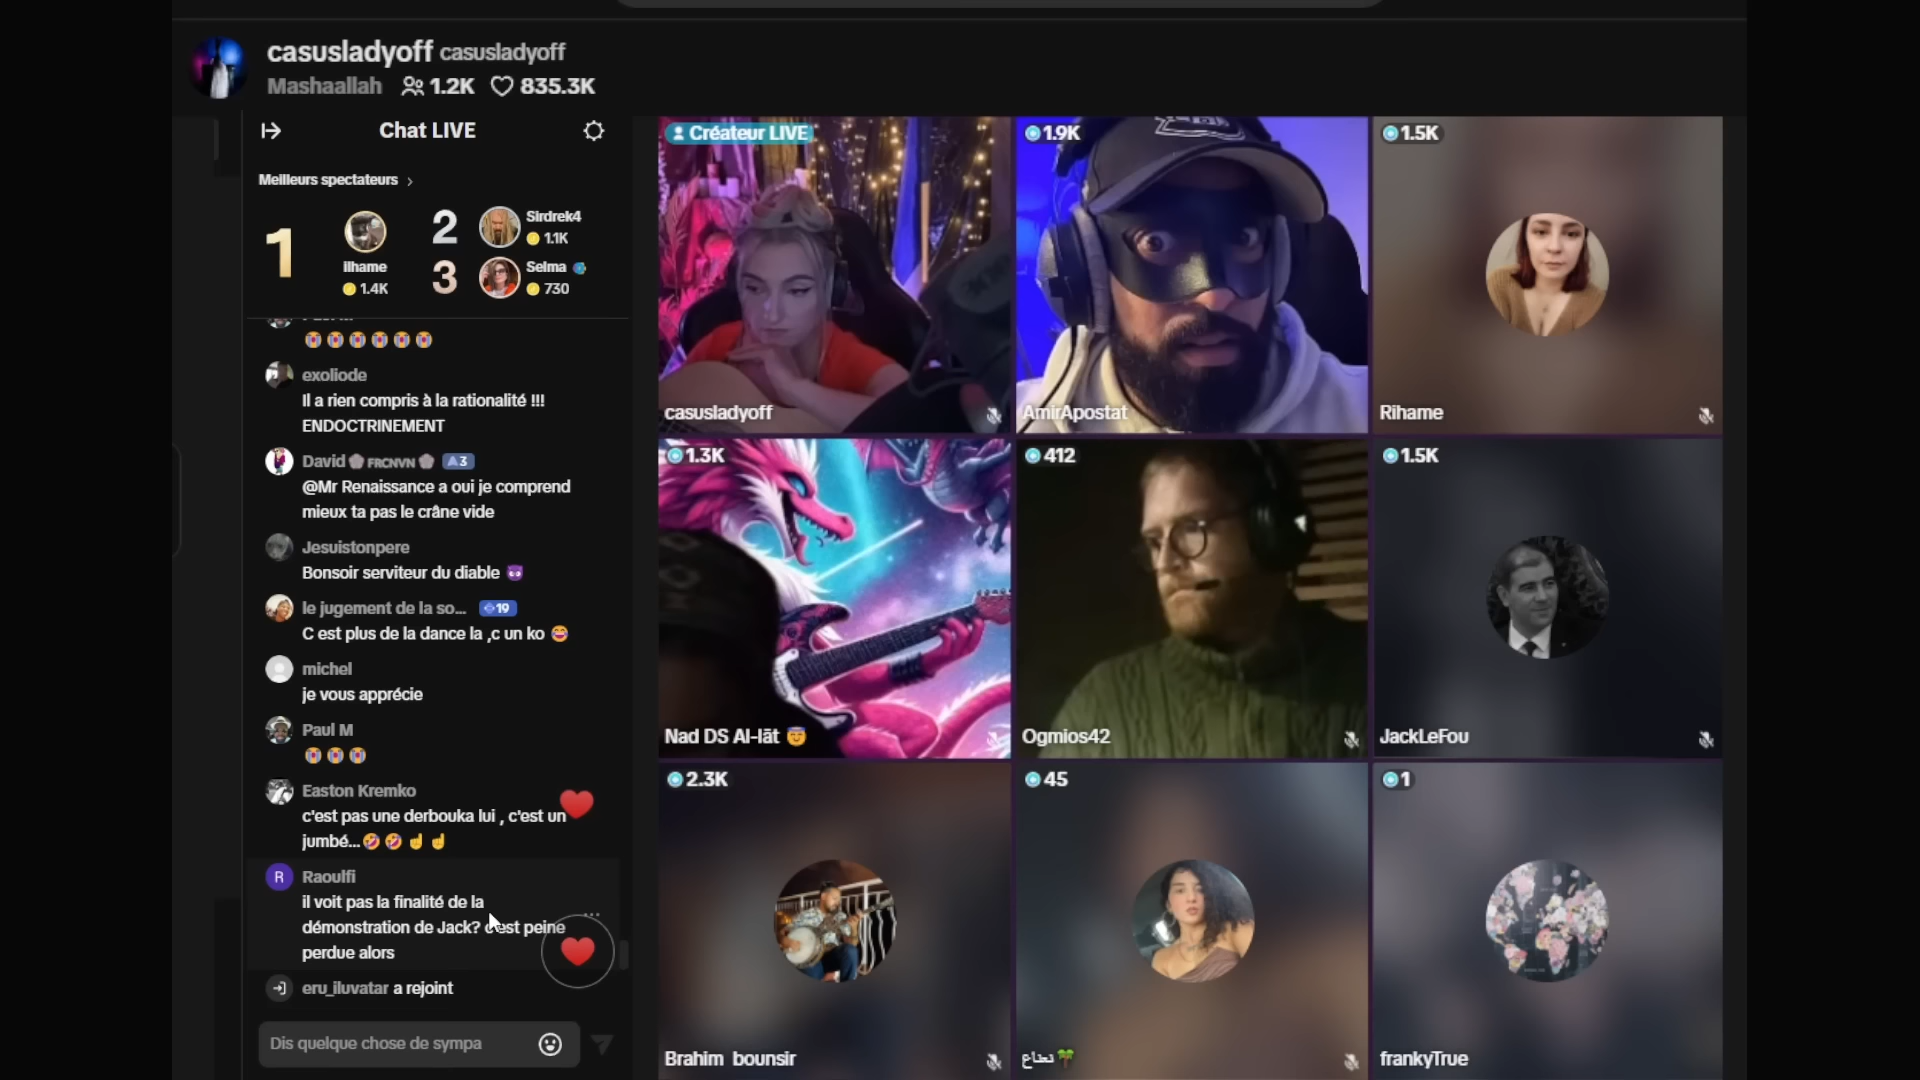 casusladyoff casusladyoff
Mashaallah 1.2K 835.3K
Chat LIVE
Meilleurs spectateurs
1
ilhame
1.4K
2
Sirdrek4
1.1K
3
Selma
730
😭😭😭😭😭😭
exoliode
Il a rien compris à la rationalité !!!
ENDOCTRINEMENT
David FRCNVN 3
@Mr Renaissance a oui je comprend
mieux ta pas le crâne vide
Jesuistonpere
Bonsoir serviteur du diable 😈
le jugement de la so... 19
C est plus de la dance la ,c un ko 😂
michel
je vous apprécie
Paul M
😭😭😭
Easton Kremko
c'est pas une derbouka lui , c'est un
jumbé...🤣🤣☝️☝️
R
Raoulfi
il voit pas la finalité de la
démonstration de Jack? c'est peine
perdue alors
eru_iluvatar a rejoint
Dis quelque chose de sympa
Créateur LIVE
casusladyoff
1.9K
AmirApostat
1.5K
Rihame
1.3K
Nad DS Al-lāt 😇
412
Ogmios42
1.5K
JackLeFou
2.3K
Brahim bounsir
45
نعناع🌴
1
frankyTrue